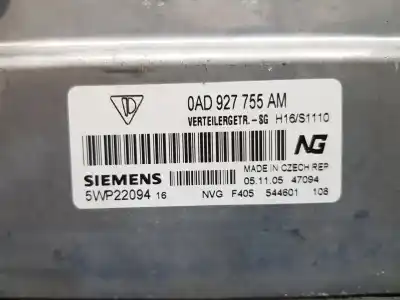 0AD 927 755 AM
VERTEILERGETR. -SG H16/S1110
NG
SIEMENS
MADE IN CZECH REP
05.11.05 47094
5WP22094 16 NVG F405 544601 108